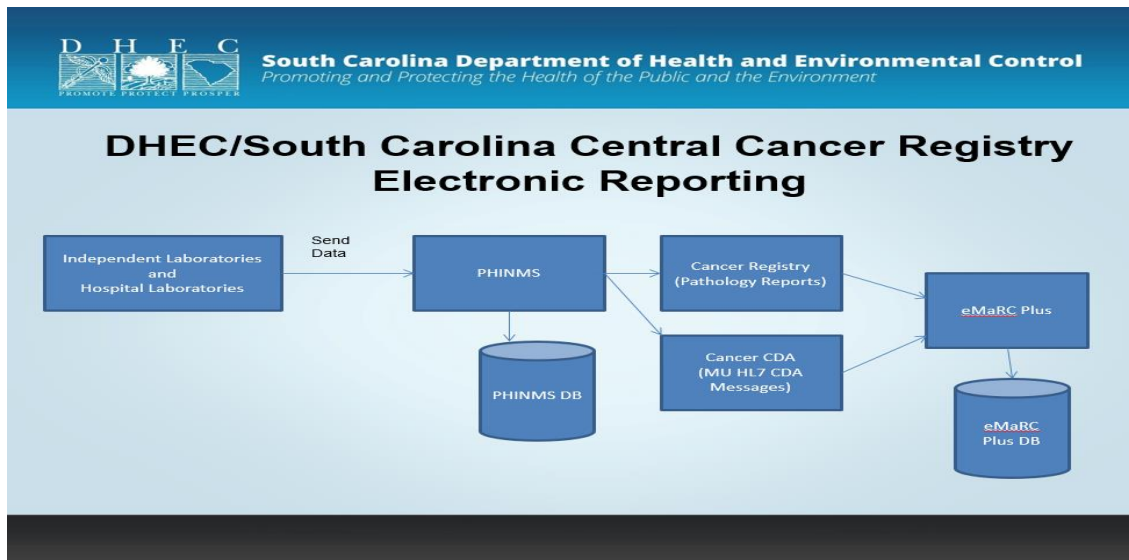 D H E C
PROMOTE PROTECT PROSPER
South Carolina Department of Health and Environmental Control
Promoting and Protecting the Health of the Public and the Environment
DHEC/South Carolina Central Cancer Registry
Electronic Reporting
Independent Laboratories
and
Hospital Laboratories
Send
Data
PHINMS
Cancer Registry
(Pathology Reports)
eMaRC Plus
Cancer CDA
(MU HL7 CDA
Messages)
PHINMS DB
eMaRC
Plus DB